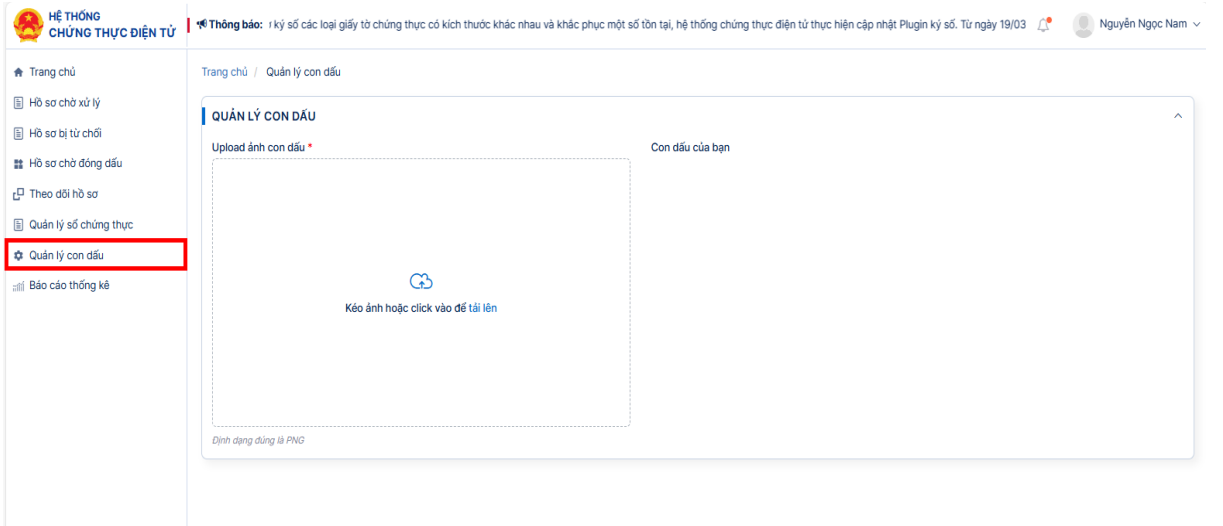 HỆ THỐNG
CHỨNG THỰC ĐIỆN TỬ
Thông báo: ký số các loại giấy tờ chứng thực có kích thước khác nhau và khắc phục một số tồn tại, hệ thống chứng thực điện tử thực hiện cập nhật Plugin ký số. Từ ngày 19/03
Nguyễn Ngọc Nam
Trang chủ
Hồ sơ chờ xử lý
Hồ sơ bị từ chối
Hồ sơ chờ đóng dấu
Theo dõi hồ sơ
Quản lý sổ chứng thực
Quản lý con dấu
Báo cáo thống kê
Trang chủ / Quản lý con dấu
QUẢN LÝ CON DẤU
Upload ảnh con dấu *
Con dấu của bạn
Kéo ảnh hoặc click vào để tải lên
Định dạng đúng là PNG